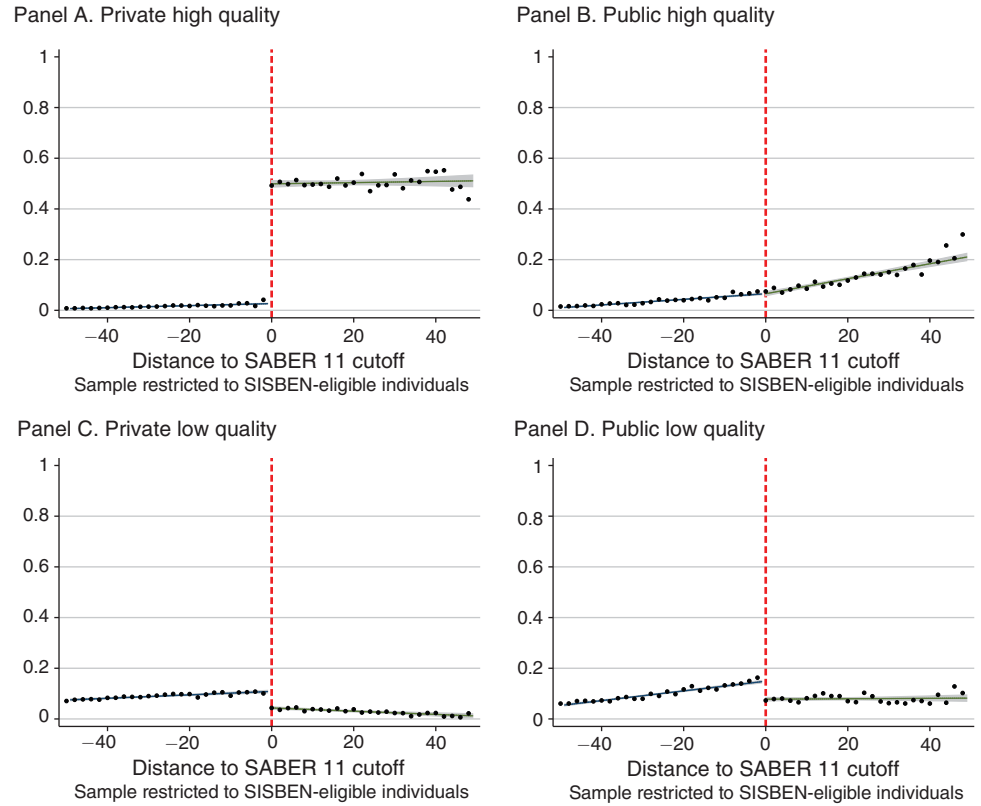 Panel A. Private high quality
1
0.8
0.6
0.4
0.2
0
−40 −20 0 20 40
Distance to SABER 11 cutoff
Sample restricted to SISBEN-eligible individuals
Panel B. Public high quality
1
0.8
0.6
0.4
0.2
0
−40 −20 0 20 40
Distance to SABER 11 cutoff
Sample restricted to SISBEN-eligible individuals
Panel C. Private low quality
1
0.8
0.6
0.4
0.2
0
−40 −20 0 20 40
Distance to SABER 11 cutoff
Sample restricted to SISBEN-eligible individuals
Panel D. Public low quality
1
0.8
0.6
0.4
0.2
0
−40 −20 0 20 40
Distance to SABER 11 cutoff
Sample restricted to SISBEN-eligible individuals